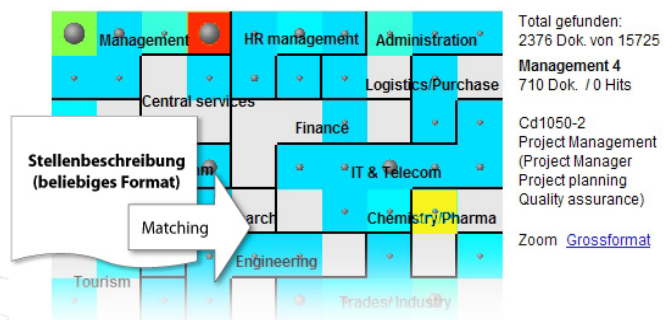 Management
HR management
Administration
Logistics/Purchase
Central services
Finance
IT & Telecom
Chemistry/Pharma
Engineering
Tourism
Trades/Industry
Stellenbeschreibung
(beliebiges Format)
Matching
Total gefunden:
2376 Dok. von 15725
Management 4
710 Dok. / 0 Hits
Cd1050-2
Project Management
(Project Manager
Project planning
Quality assurance)
Zoom Grossformat